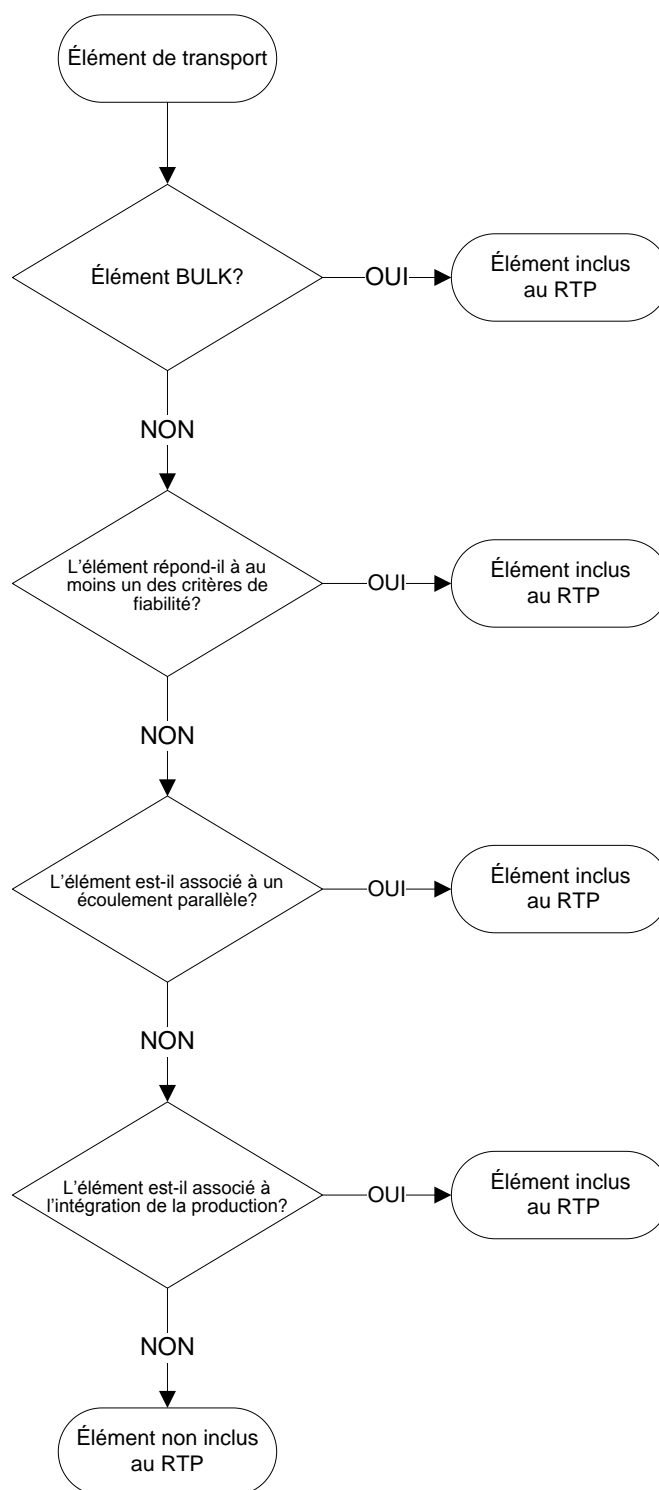 Élément de transport
Élément BULK?
OUI
Élément inclus
au RTP
NON
L'élément répond-il à au
moins un des critères de
fiabilité?
OUI
Élément inclus
au RTP
NON
L'élément est-il associé à un
écoulement parallèle?
OUI
Élément inclus
au RTP
NON
L'élément est-il associé à
l'intégration de la production?
OUI
Élément inclus
au RTP
NON
Élément non inclus
au RTP